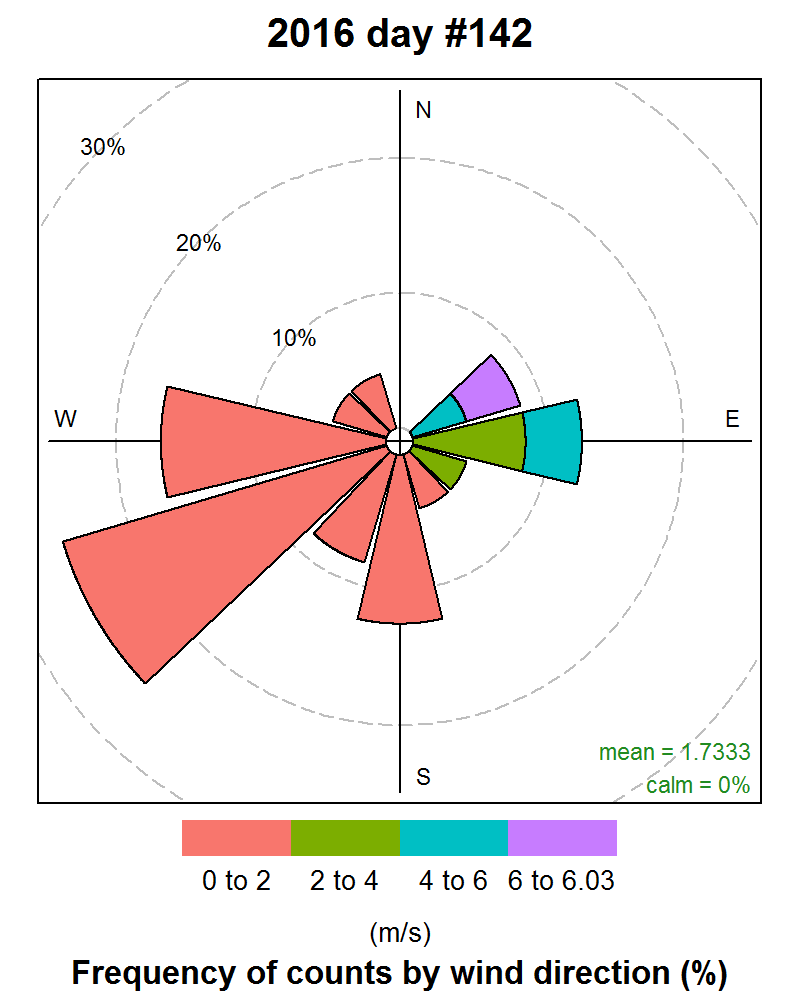 2016 day #142
N
30%
20%
10%
W
E
S
mean = 1.7333
calm = 0%
0 to 2 2 to 4 4 to 6 6 to 6.03
(m/s)
Frequency of counts by wind direction (%)